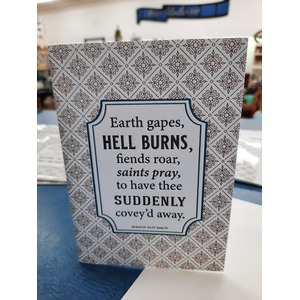 Earth gapes,
HELL BURNS,
fiends roar,
saints pray,
to have thee
SUDDENLY
covey'd away.